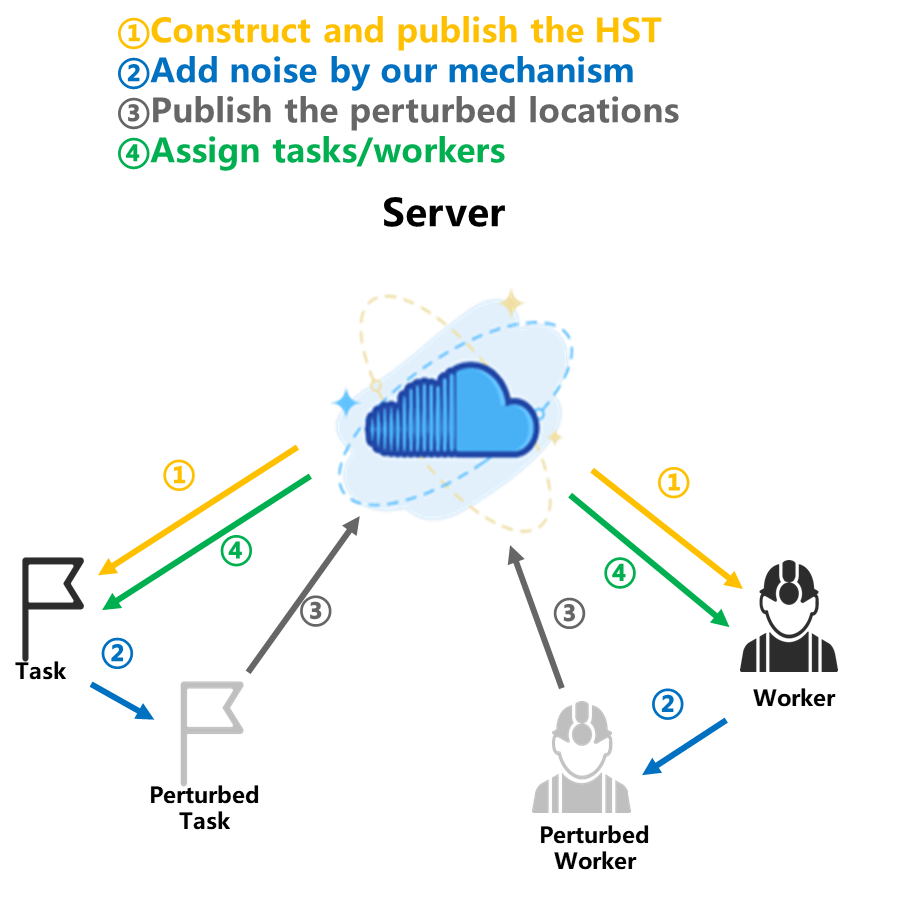 ①Construct and publish the HST
②Add noise by our mechanism
③Publish the perturbed locations
④Assign tasks/workers
Server
①
①
④
④
③
③
②
Task
②
Worker
Perturbed
Task
Perturbed
Worker